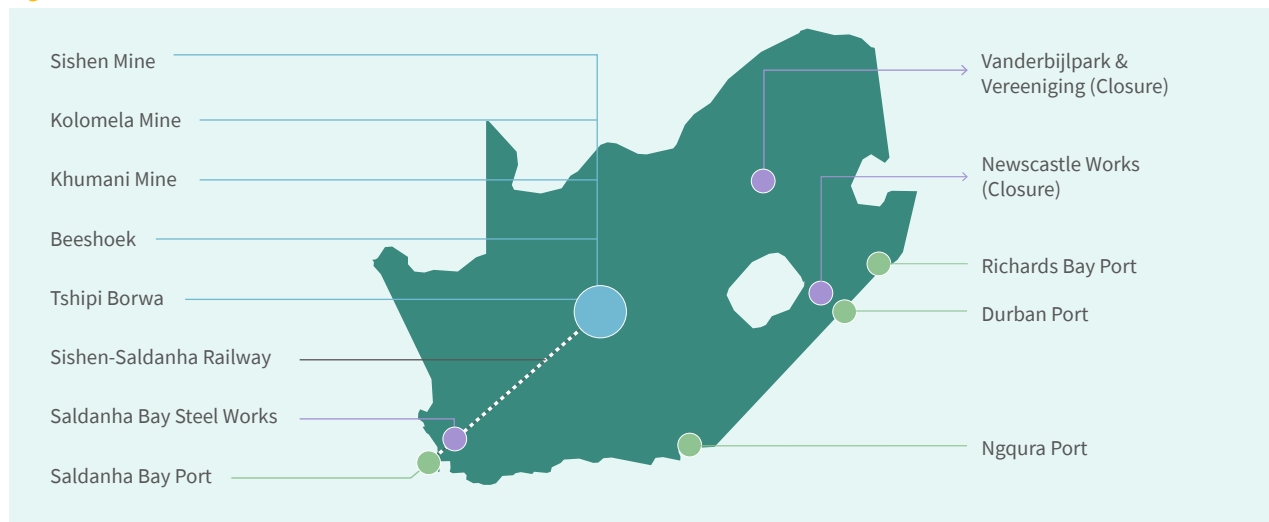 Sishen Mine
Kolomela Mine
Khumani Mine
Beeshoek
Tshipi Borwa
Sishen-Saldanha Railway
Saldanha Bay Steel Works
Saldanha Bay Port
Vanderbijlpark &
Vereeniging (Closure)
Newscastle Works
(Closure)
Richards Bay Port
Durban Port
Ngqura Port